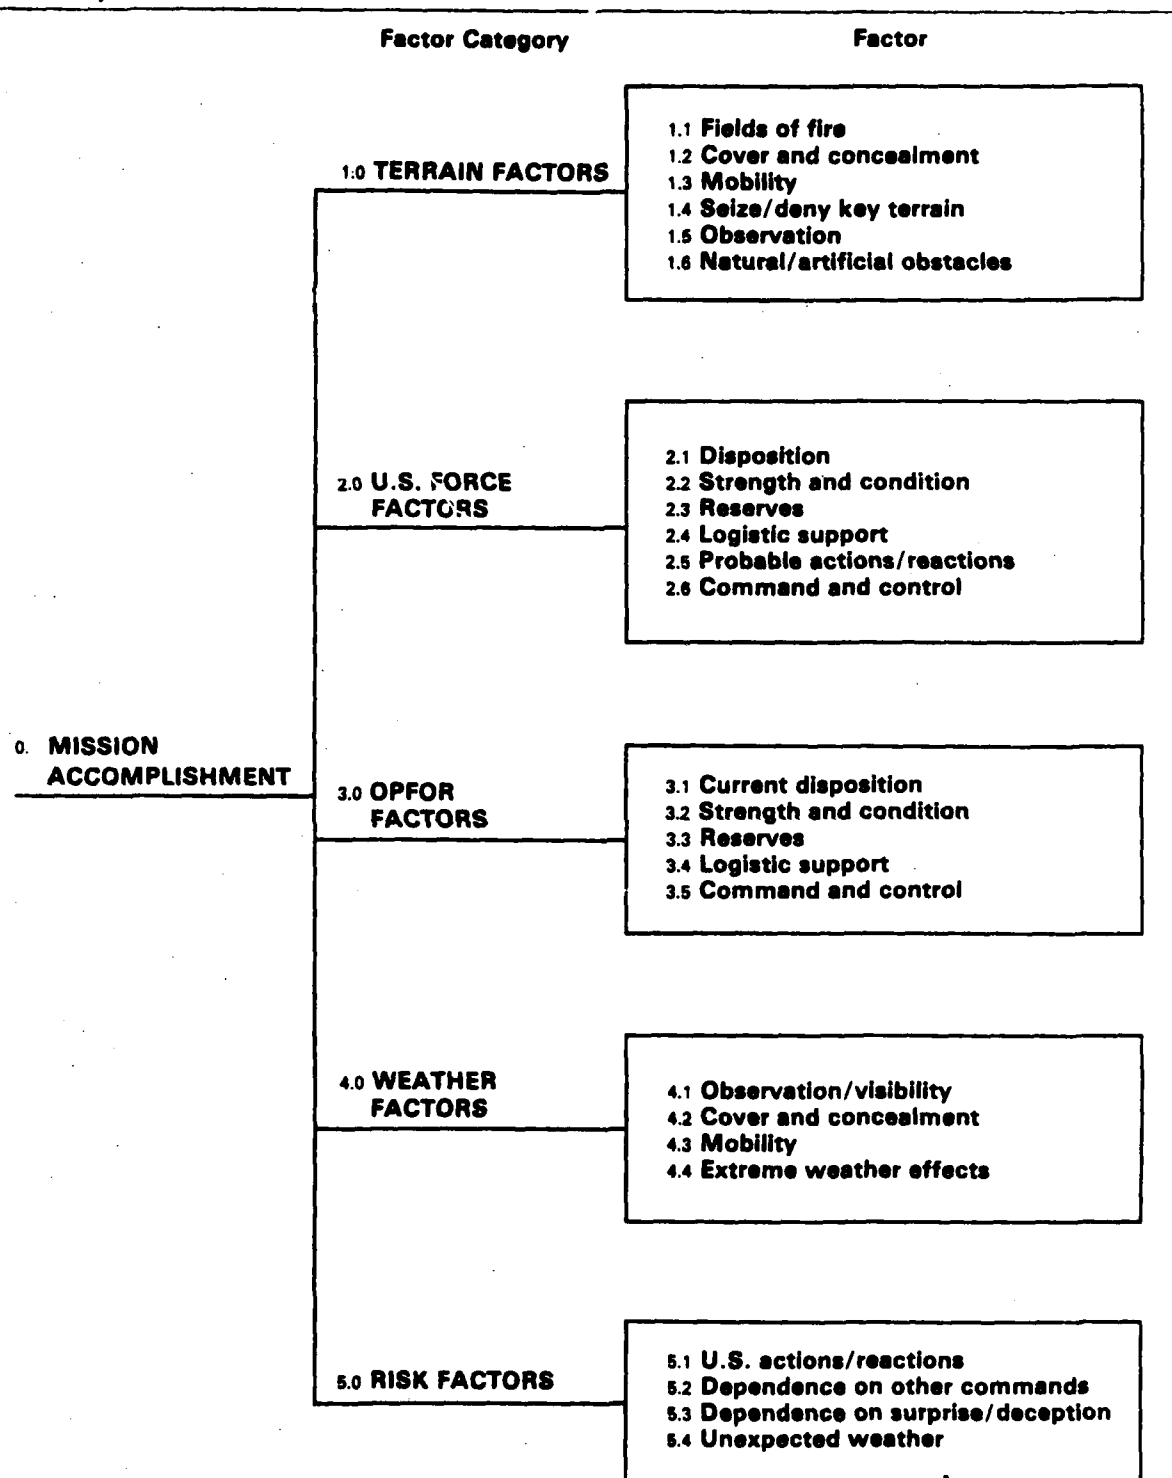 Factor Category Factor
1.0 TERRAIN FACTORS
1.1 Fields of fire
1.2 Cover and concealment
1.3 Mobility
1.4 Seize/deny key terrain
1.5 Observation
1.6 Natural/artificial obstacles
2.0 U.S. FORCE
FACTORS
2.1 Disposition
2.2 Strength and condition
2.3 Reserves
2.4 Logistic support
2.5 Probable actions/reactions
2.6 Command and control
0. MISSION
ACCOMPLISHMENT
3.0 OPFOR
FACTORS
3.1 Current disposition
3.2 Strength and condition
3.3 Reserves
3.4 Logistic support
3.5 Command and control
4.0 WEATHER
FACTORS
4.1 Observation/visibility
4.2 Cover and concealment
4.3 Mobility
4.4 Extreme weather effects
5.0 RISK FACTORS
5.1 U.S. actions/reactions
5.2 Dependence on other commands
5.3 Dependence on surprise/deception
5.4 Unexpected weather